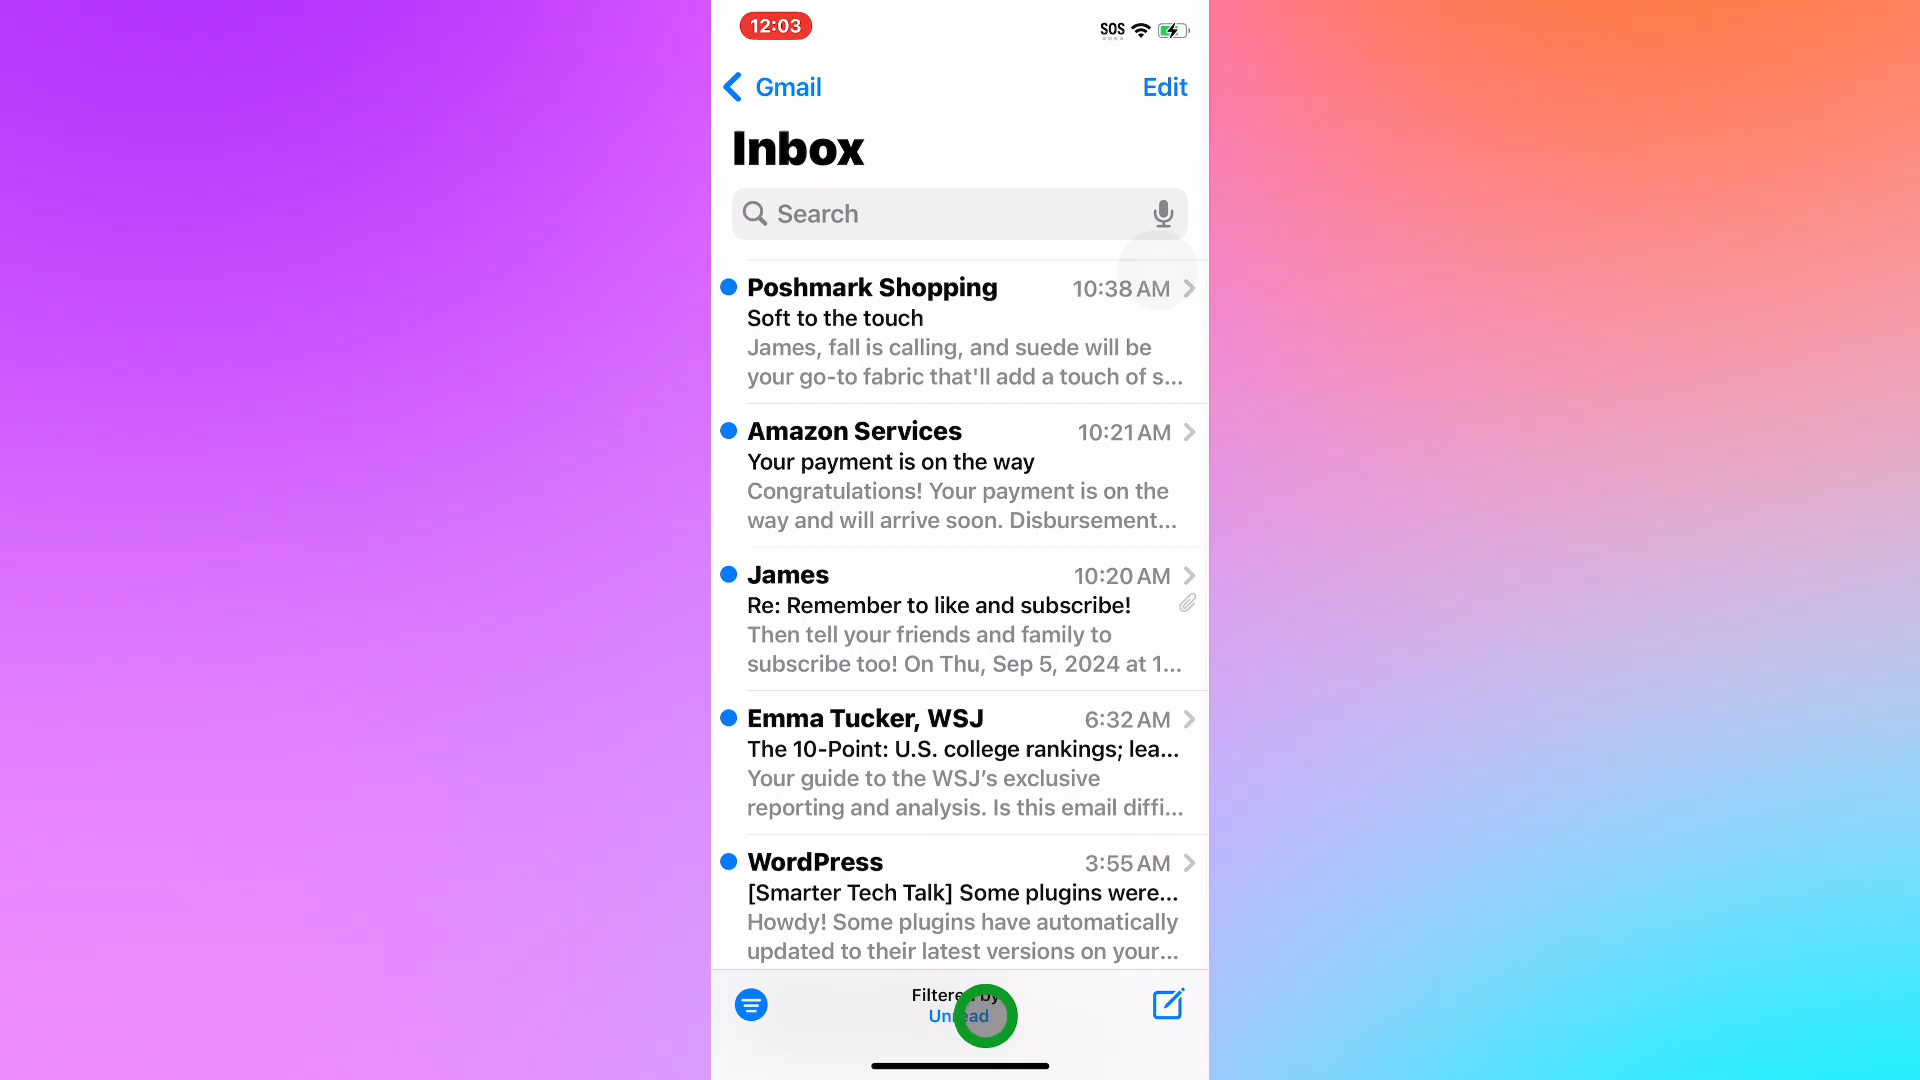 12:03
SOS
Gmail
Edit
Inbox
Search
Poshmark Shopping 10:38 AM
Soft to the touch
James, fall is calling, and suede will be
your go-to fabric that'll add a touch of s...
Amazon Services 10:21 AM
Your payment is on the way
Congratulations! Your payment is on the
way and will arrive soon. Disbursement...
James 10:20 AM
Re: Remember to like and subscribe!
Then tell your friends and family to
subscribe too! On Thu, Sep 5, 2024 at 1...
Emma Tucker, WSJ 6:32 AM
The 10-Point: U.S. college rankings; lea...
Your guide to the WSJ’s exclusive
reporting and analysis. Is this email diffi...
WordPress 3:55 AM
[Smarter Tech Talk] Some plugins were...
Howdy! Some plugins have automatically
updated to their latest versions on your...
Filtered by
Unread